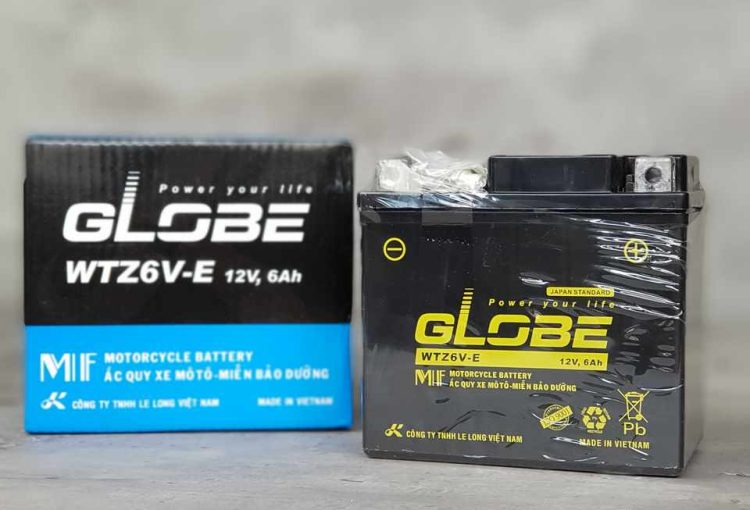 Power your life
GLOBE
WTZ6V-E 12V, 6Ah
MF MOTORCYCLE BATTERY
ÁC QUY XE MÔTÔ-MIỄN BẢO DƯỠNG
CÔNG TY TNHH LE LONG VIỆT NAM MADE IN VIETNAM
JAPAN STANDARD
Power your life
GLOBE
WTZ6V-E 12V, 6Ah
MF MOTORCYCLE BATTERY
ÁC QUY XE MÔTÔ-MIỄN BẢO DƯỠNG
Pb
CÔNG TY TNHH LE LONG VIỆT NAM MADE IN VIETNAM